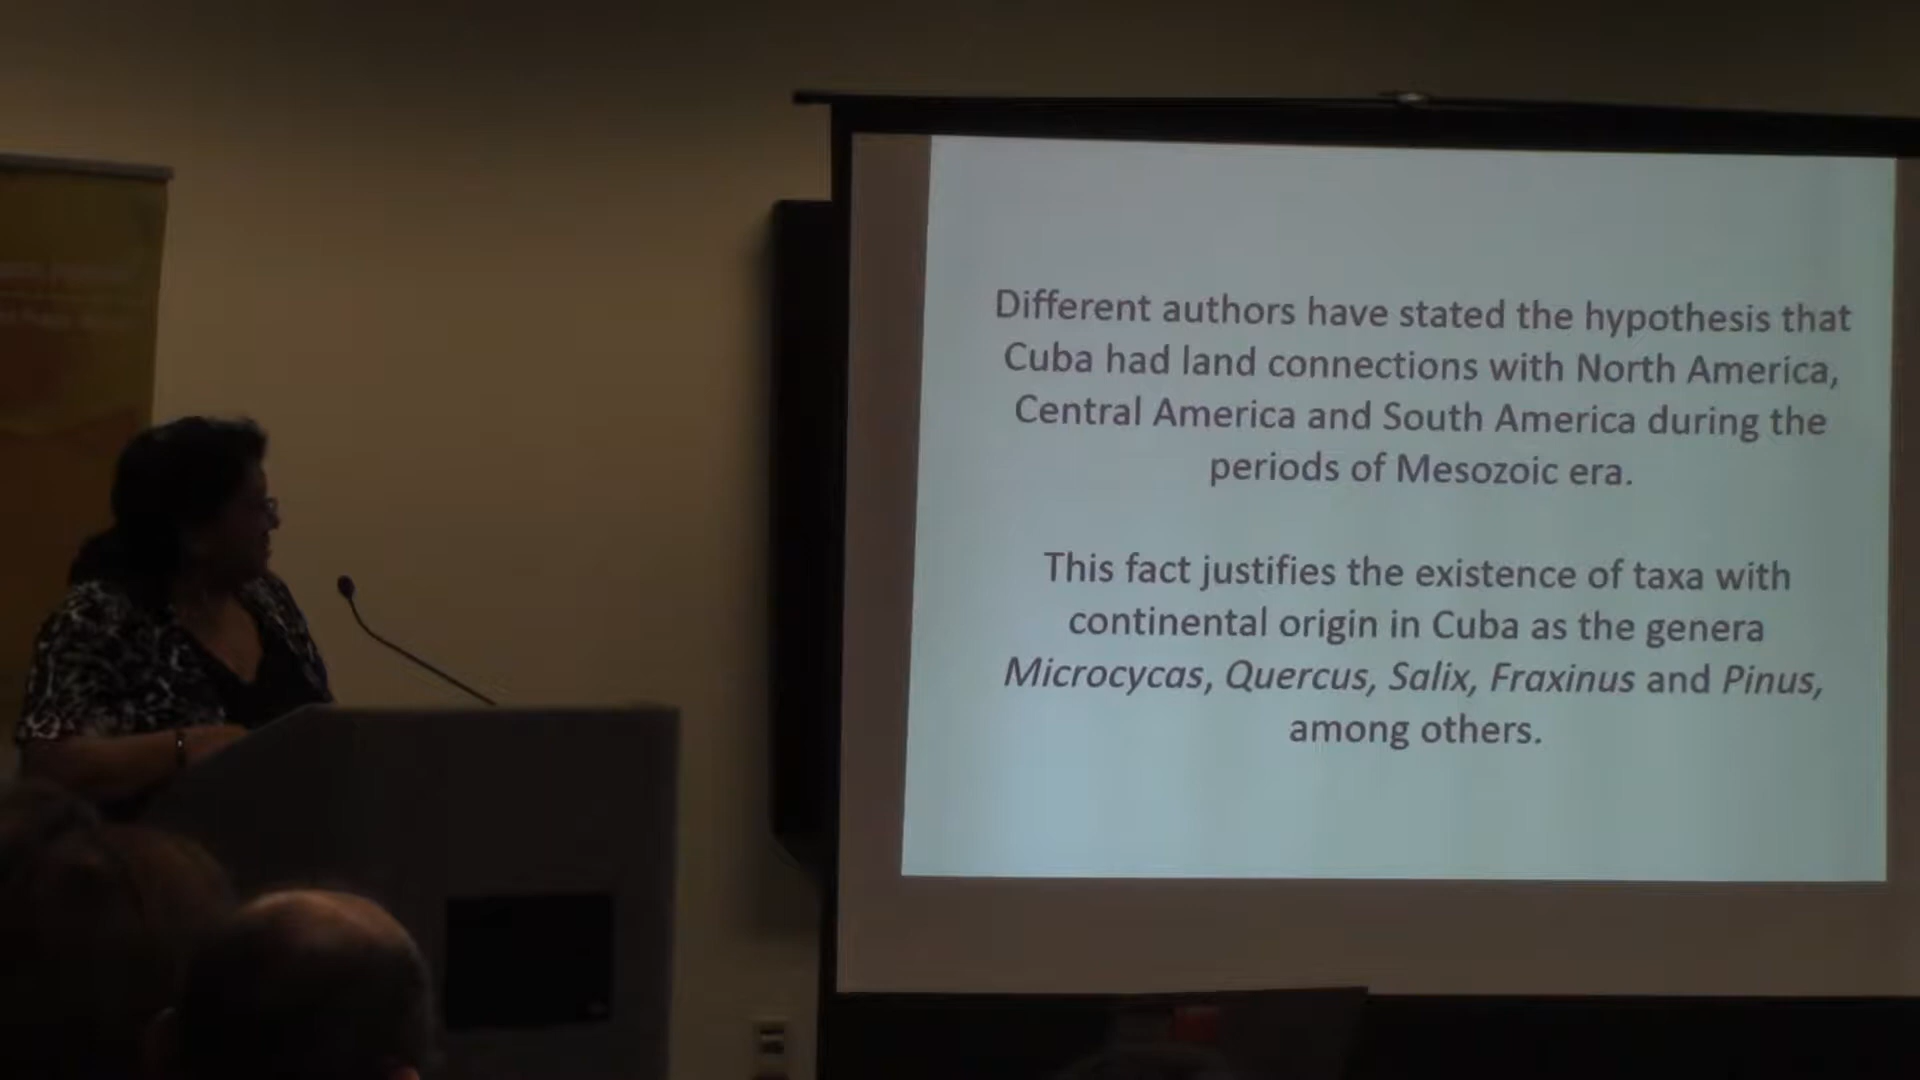 Different authors have stated the hypothesis that
Cuba had land connections with North America,
Central America and South America during the
periods of Mesozoic era.
This fact justifies the existence of taxa with
continental origin in Cuba as the genera
Microcycas, Quercus, Salix, Fraxinus and Pinus,
among others.